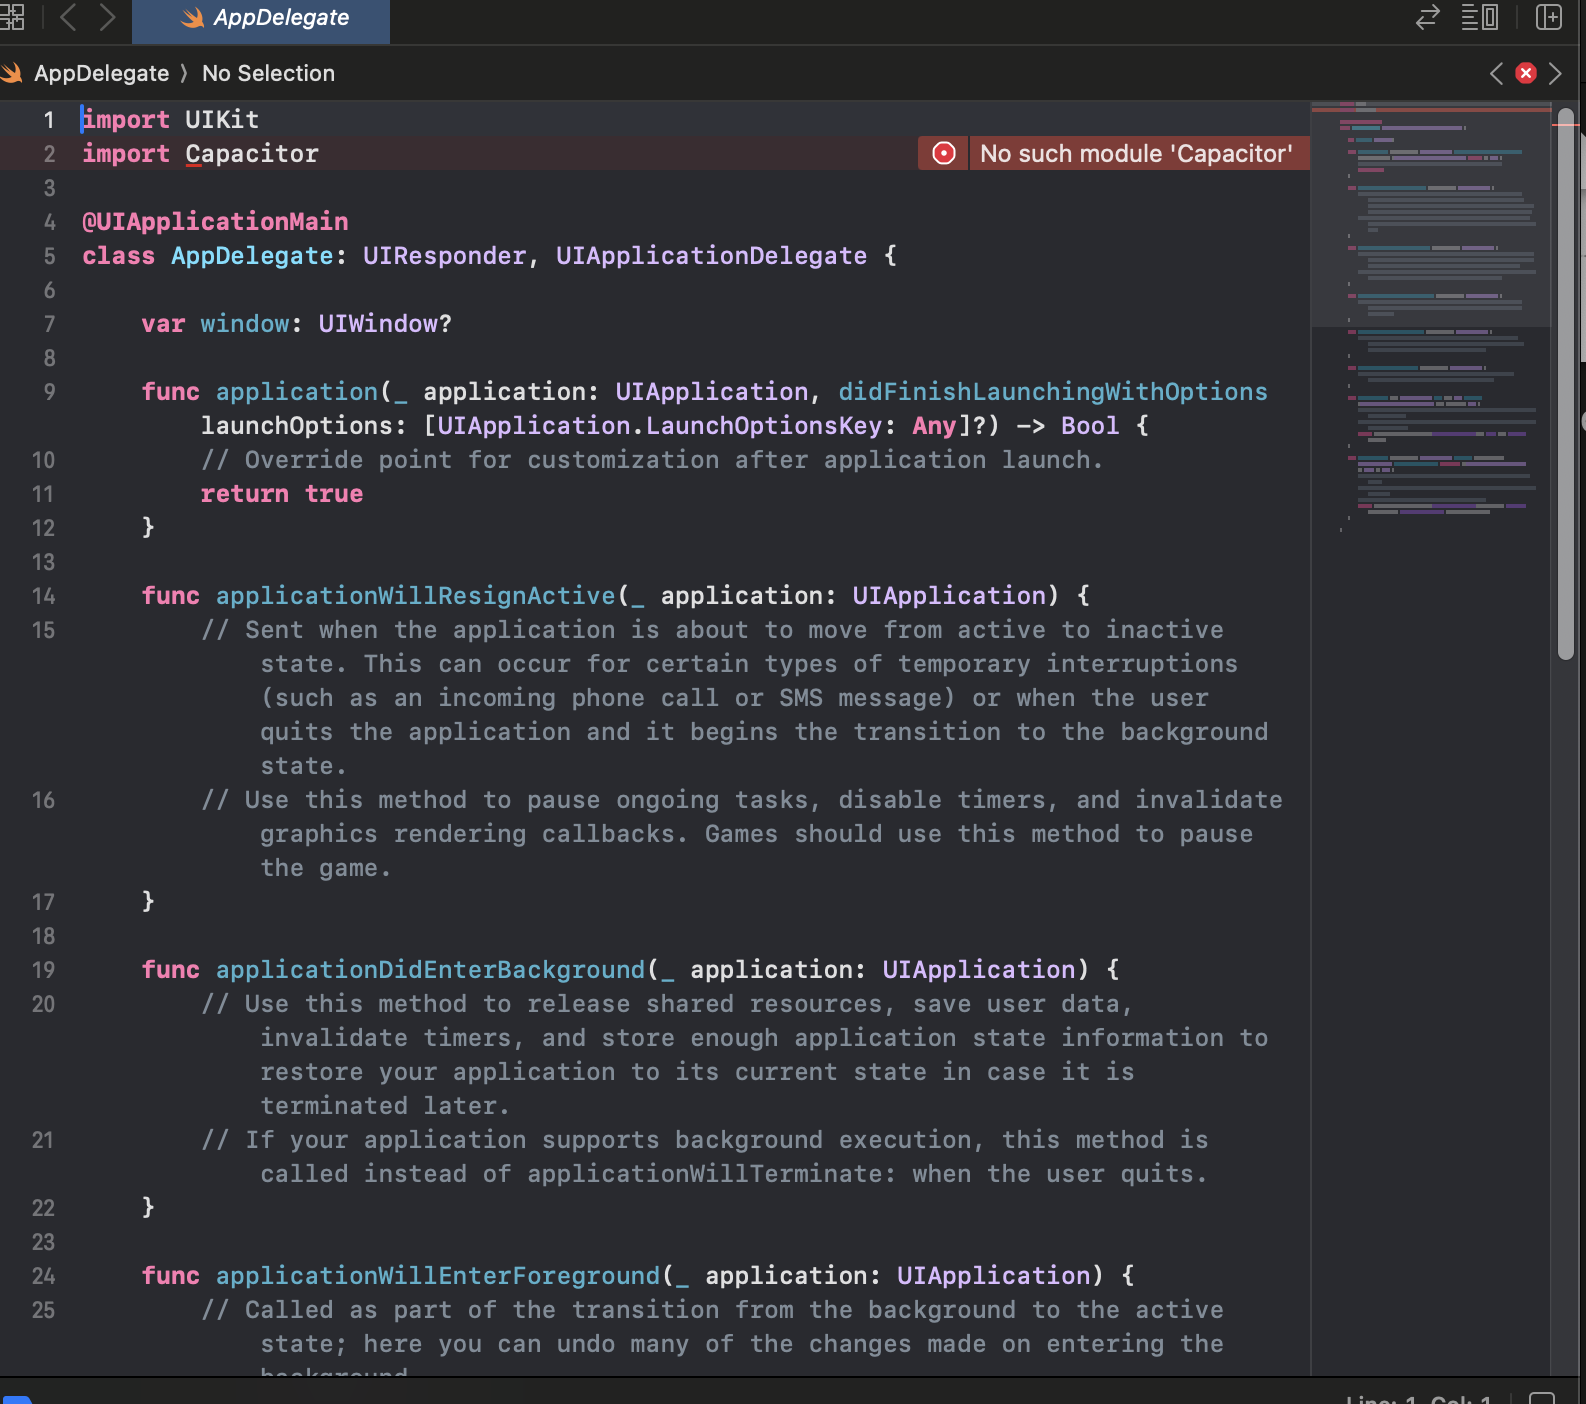 AppDelegate
AppDelegate 〉 No Selection
1 import UIKit
2 import Capacitor
No such module 'Capacitor'
3
4 @UIApplicationMain
5 class AppDelegate: UIResponder, UIApplicationDelegate {
6
7 var window: UIWindow?
8
9 func application(_ application: UIApplication, didFinishLaunchingWithOptions
launchOptions: [UIApplication.LaunchOptionsKey: Any]?) -> Bool {
10 // Override point for customization after application launch.
11 return true
12 }
13
14 func applicationWillResignActive(_ application: UIApplication) {
15 // Sent when the application is about to move from active to inactive
state. This can occur for certain types of temporary interruptions
(such as an incoming phone call or SMS message) or when the user
quits the application and it begins the transition to the background
state.
16 // Use this method to pause ongoing tasks, disable timers, and invalidate
graphics rendering callbacks. Games should use this method to pause
the game.
17 }
18
19 func applicationDidEnterBackground(_ application: UIApplication) {
20 // Use this method to release shared resources, save user data,
invalidate timers, and store enough application state information to
restore your application to its current state in case it is
terminated later.
21 // If your application supports background execution, this method is
called instead of applicationWillTerminate: when the user quits.
22 }
23
24 func applicationWillEnterForeground(_ application: UIApplication) {
25 // Called as part of the transition from the background to the active
state; here you can undo many of the changes made on entering the
background.
Line: 1 Col: 1